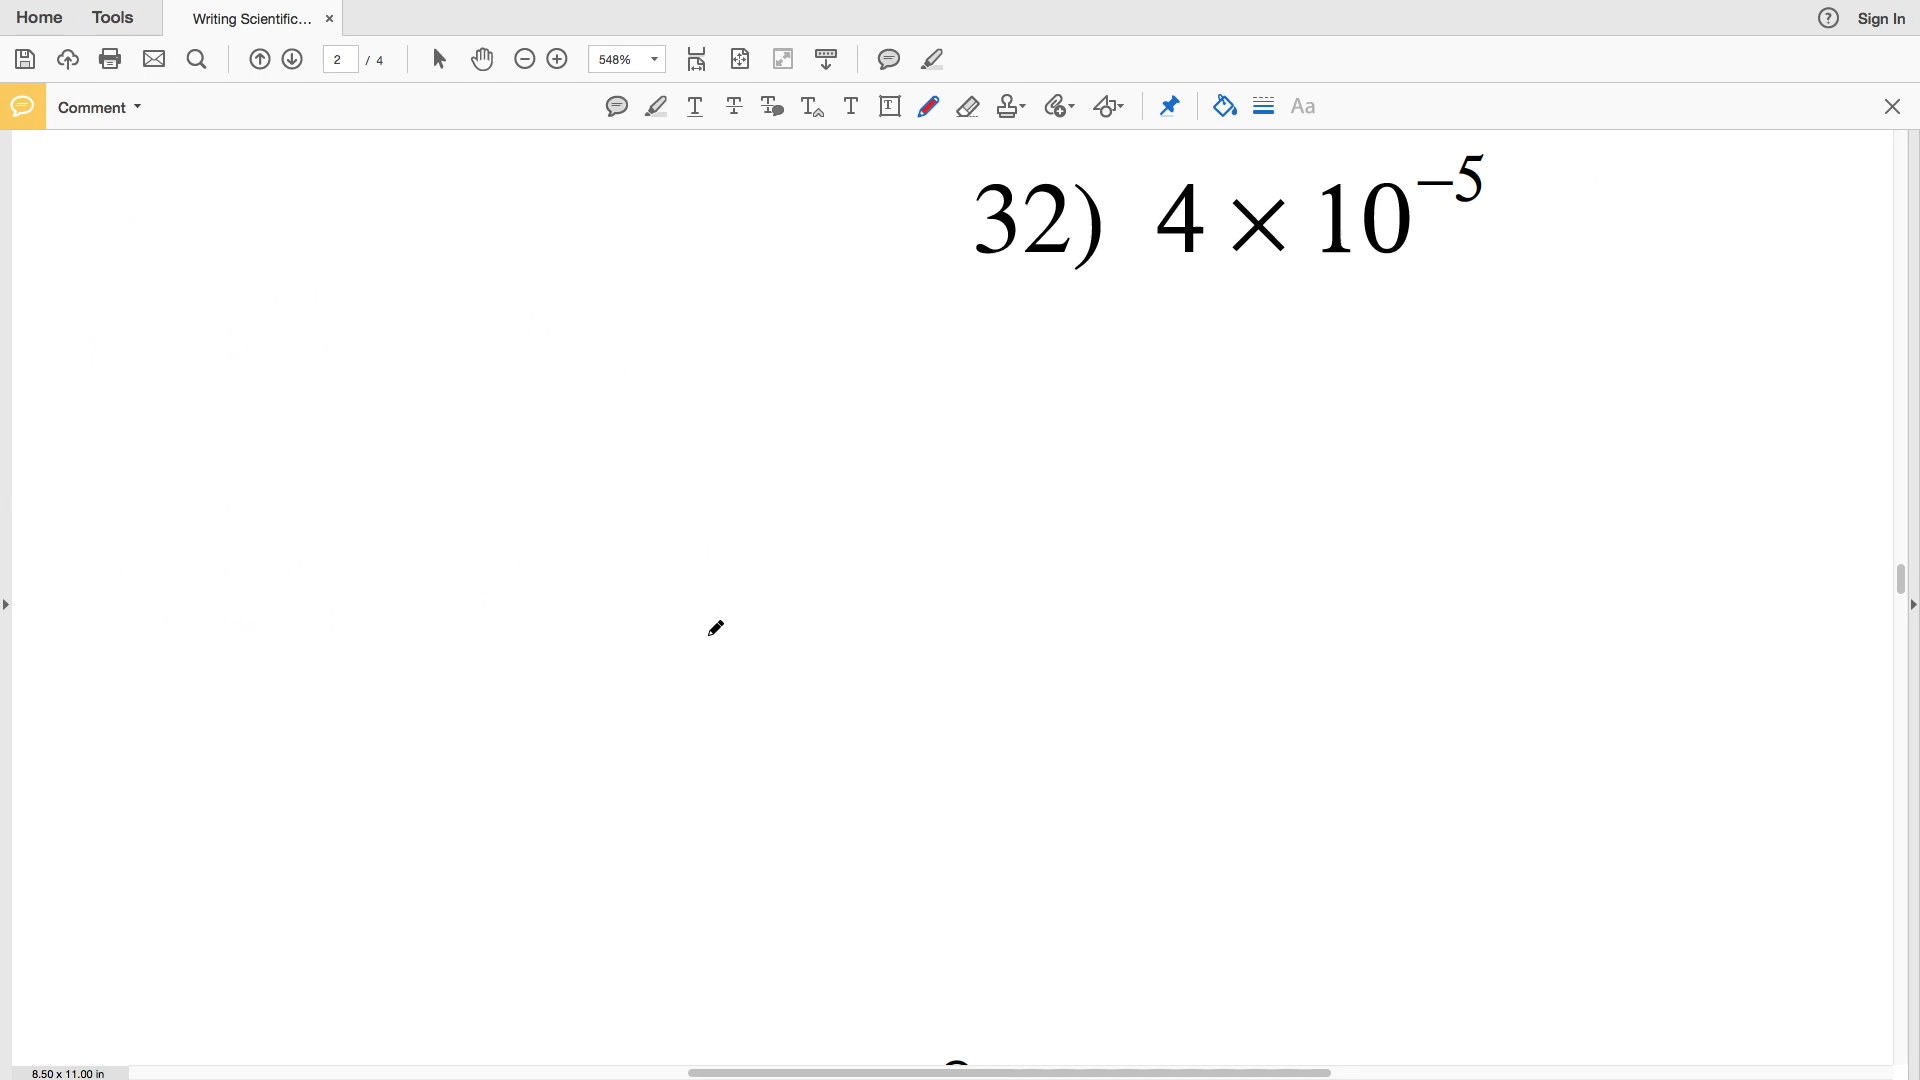 Home Tools Writing Scientific... × ? Sign In
2 / 4 548%
Comment Aa
32) 4 × 10⁻⁵
8.50 x 11.00 in